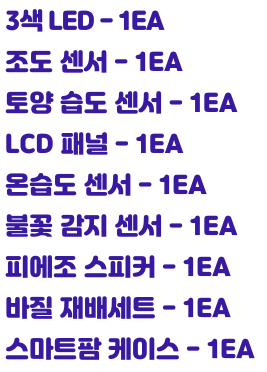 3색 LED - 1EA
조도 센서 - 1EA
토양 습도 센서 - 1EA
LCD 패널 - 1EA
온습도 센서 - 1EA
불꽃 감지 센서 - 1EA
피에조 스피커 - 1EA
바질 재배세트 - 1EA
스마트팜 케이스 - 1EA